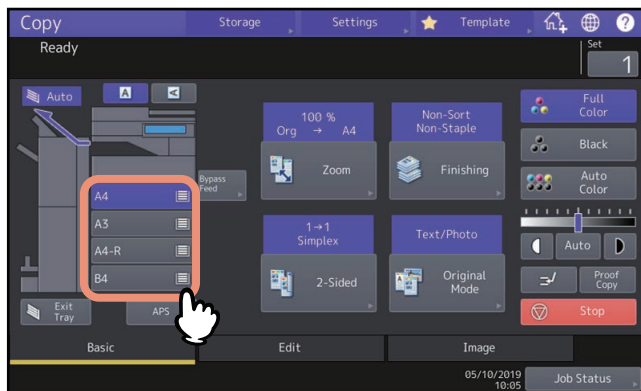 Copy
Storage
Settings
Template
?
Ready
Set
1
Auto
A
A
100 %
Org → A4
Non-Sort
Non-Staple
Full
Color
Zoom
Finishing
Black
Bypass
Feed
Auto
Color
A4
A3
A4-R
B4
1→1
Simplex
Text/Photo
2-Sided
Original
Mode
Auto
Proof
Copy
Exit
Tray
APS
Stop
Basic
Edit
Image
05/10/2019
10:05
Job Status